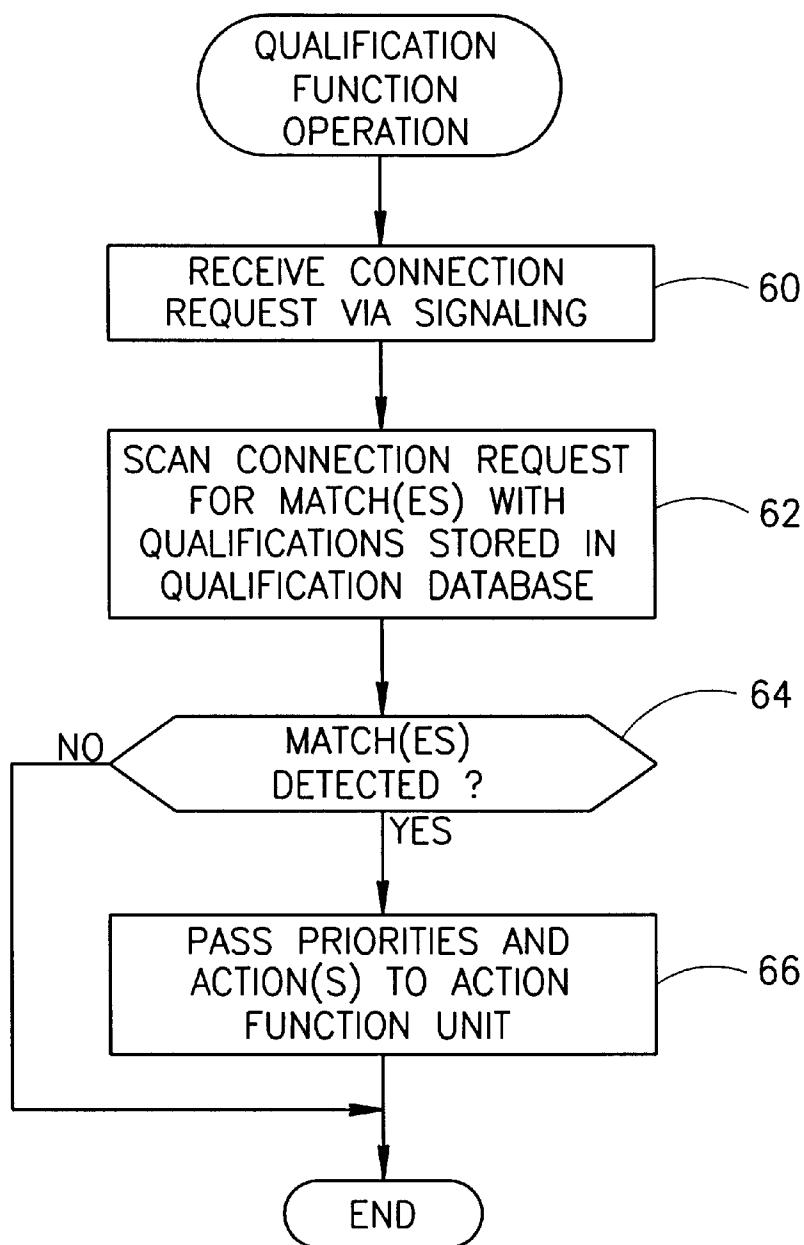 QUALIFICATION
FUNCTION
OPERATION
RECEIVE CONNECTION
REQUEST VIA SIGNALING
60
SCAN CONNECTION REQUEST
FOR MATCH(ES) WITH
QUALIFICATIONS STORED IN
QUALIFICATION DATABASE
62
64
NO
MATCH(ES)
DETECTED ?
YES
PASS PRIORITIES AND
ACTION(S) TO ACTION
FUNCTION UNIT
66
END